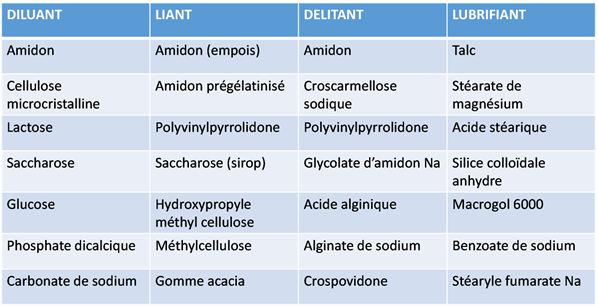 DILUANT LIANT DELITANT LUBRIFIANT
Amidon Amidon (empois) Amidon Talc
Cellulose microcristalline Amidon prégélatinisé Croscarmellose sodique Stéarate de magnésium
Lactose Polyvinylpyrrolidone Polyvinylpyrrolidone Acide stéarique
Saccharose Saccharose (sirop) Glycolate d’amidon Na Silice colloïdale anhydre
Glucose Hydroxypropyle méthyl cellulose Acide alginique Macrogol 6000
Phosphate dicalcique Méthylcellulose Alginate de sodium Benzoate de sodium
Carbonate de sodium Gomme acacia Crospovidone Stéaryle fumarate Na